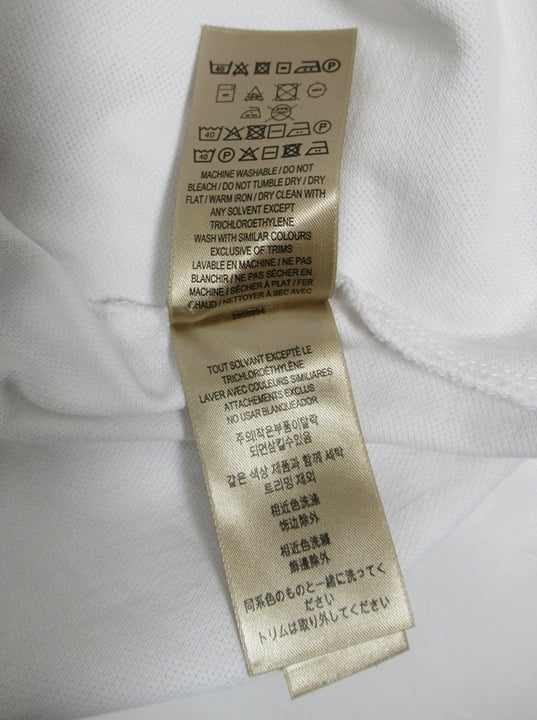 40 P
40 P
40 P
MACHINE WASHABLE / DO NOT
BLEACH / DO NOT TUMBLE DRY / DRY
FLAT / WARM IRON / DRY CLEAN WITH
ANY SOLVENT EXCEPT
TRICHLOROETHYLENE
WASH WITH SIMILAR COLOURS
EXCLUSIVE OF TRIMS
LAVABLE EN MACHINE / NE PAS
BLANCHIR / NE PAS SÉCHER EN
MACHINE / SÉCHER À PLAT / FER
CHAUD / NETTOYER À SEC AVEC
TOUT SOLVANT EXCEPTÉ LE
TRICHLOROÉTHYLÈNE
LAVER AVEC COULEURS SIMILIAIRES
ATTACHEMENTS EXCLUS
NO USAR BLANQUEADOR
주의!작은부품이탈락
되면삼킬수있음
같은 색상 제품과 함께 세탁
트리밍 제외
相近色洗涤
饰边除外
相近色洗滌
飾邊除外
同系色のものと一緒に洗ってく
ださい
トリムは取り外してください